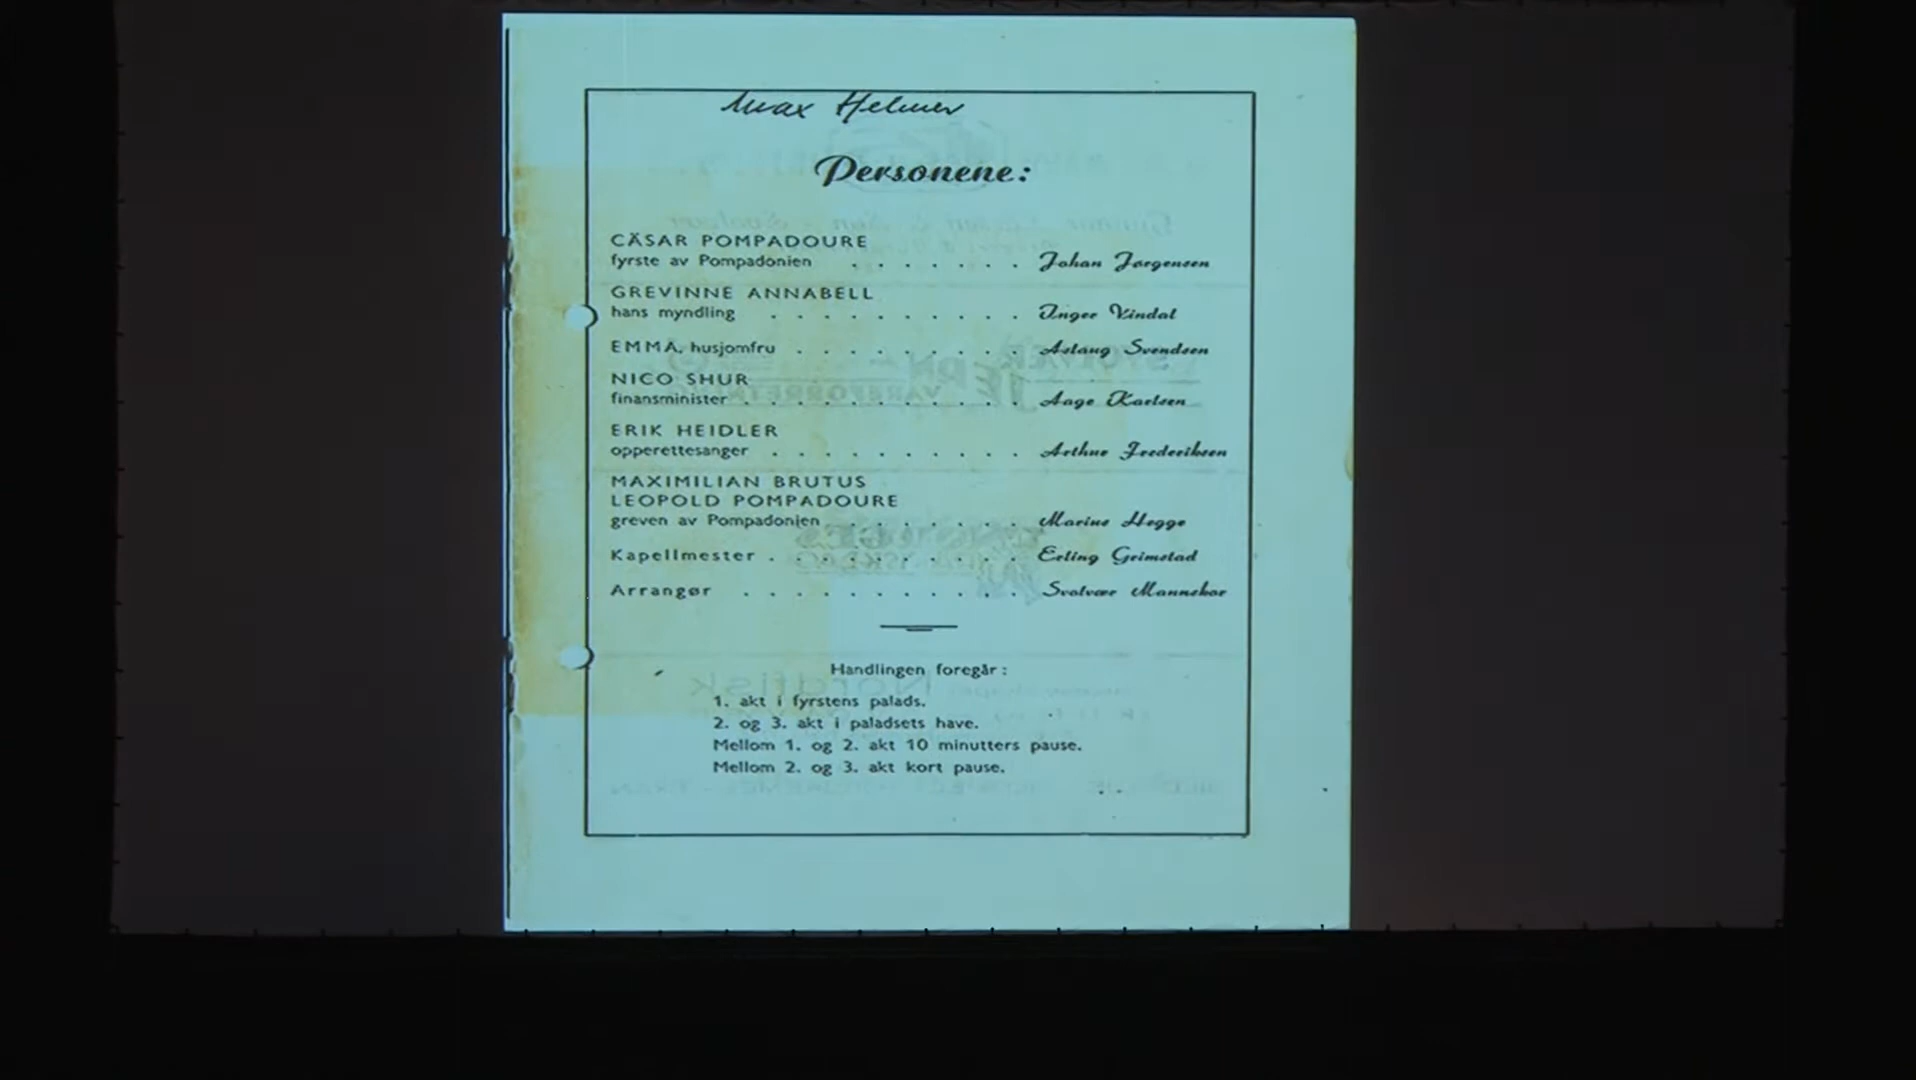 Max Helmer
Personene:
CÄSAR POMPADOURE
fyrste av Pompadonien . . . . . . . Johan Jørgensen
GREVINNE ANNABELL
hans myndling . . . . . . . . . . Inger Vindal
EMMA, husjomfru . . . . . . . . . Aslaug Svendsen
NICO SHUR
finansminister . . . . . . . . . . . Aage Karlsen
ERIK HEIDLER
opperettesanger . . . . . . . . . . Arthur Frederiksen
MAXIMILIAN BRUTUS
LEOPOLD POMPADOURE
greven av Pompadonien . . . . . . . Marius Hegge
Kapellmester . . . . . . . . . . Erling Grimstad
Arrangør . . . . . . . . . . . Svolvær Mannskor
Handlingen foregår :
1. akt i fyrstens palads.
2. og 3. akt i paladsets have.
Mellom 1. og 2. akt 10 minutters pause.
Mellom 2. og 3. akt kort pause.